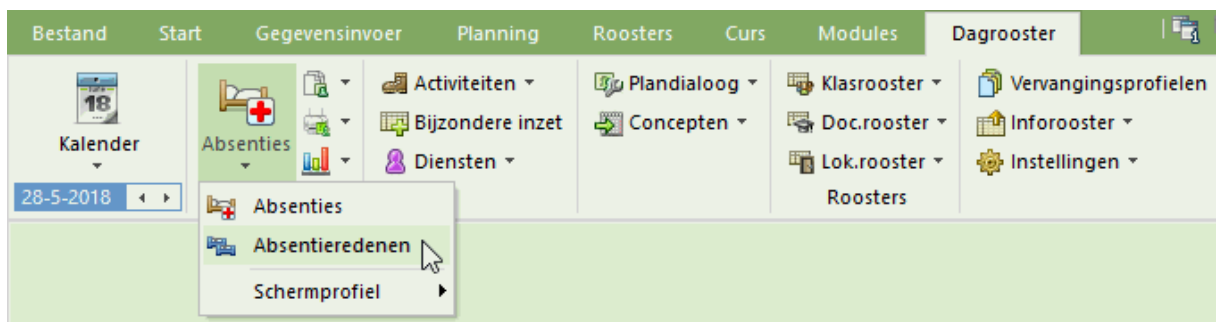 Bestand Start Gegevensinvoer Planning Roosters Curs Modules Dagrooster
Activiteiten Plandialoog Klasrooster Vervangingsprofielen
18
Absenties Bijzondere inzet Concepten Doc.rooster Inforooster
Kalender
Diensten Lok.rooster Instellingen
28-5-2018 Roosters
Absenties
Absentieredenen
Schermprofiel